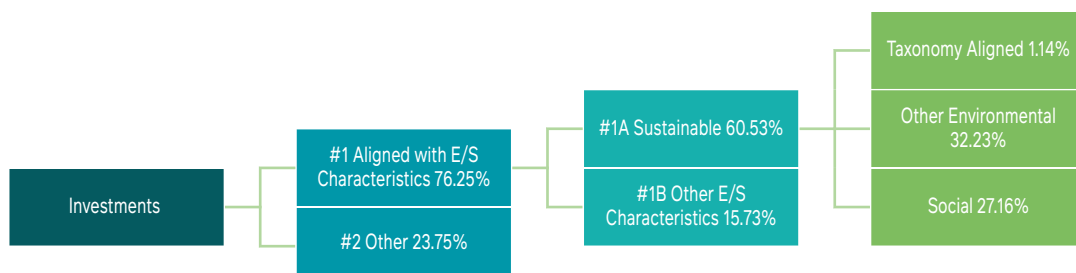 Investments
#1 Aligned with E/S
Characteristics 76.25%
#2 Other 23.75%
#1A Sustainable 60.53%
#1B Other E/S
Characteristics 15.73%
Taxonomy Aligned 1.14%
Other Environmental
32.23%
Social 27.16%